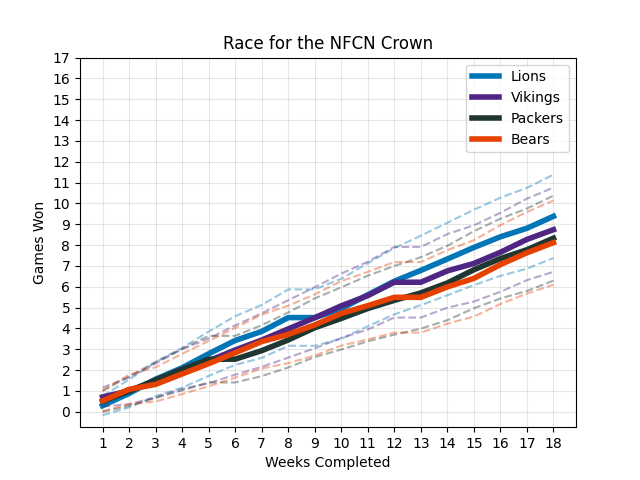 Race for the NFCN Crown
Lions
Vikings
Packers
Bears
Games Won
17
16
15
14
13
12
11
10
9
8
7
6
5
4
3
2
1
0
1 2 3 4 5 6 7 8 9 10 11 12 13 14 15 16 17 18
Weeks Completed